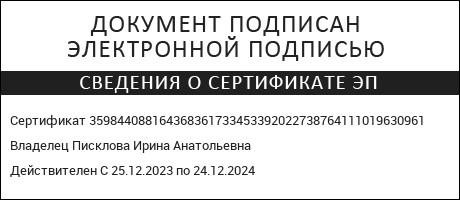 ДОКУМЕНТ ПОДПИСАН
ЭЛЕКТРОННОЙ ПОДПИСЬЮ
СВЕДЕНИЯ О СЕРТИФИКАТЕ ЭП
Сертификат 359844088164368361733453392022738764111019630961
Владелец Писклова Ирина Анатольевна
Действителен С 25.12.2023 по 24.12.2024